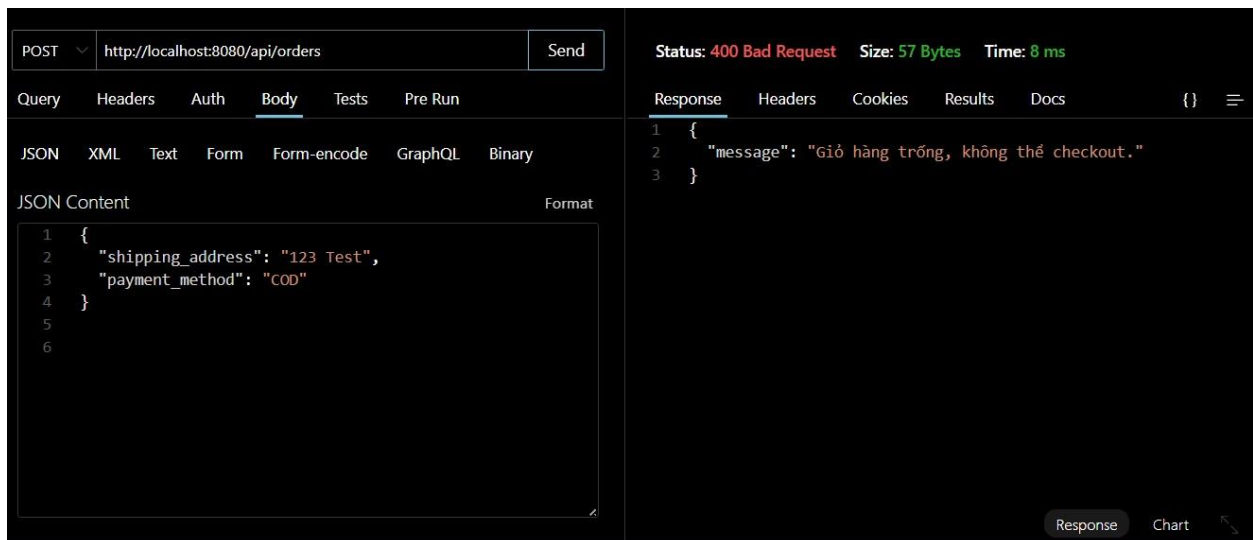 POST http://localhost:8080/api/orders Send
Query Headers Auth Body Tests Pre Run
JSON XML Text Form Form-encode GraphQL Binary
JSON Content Format
1 {
2 "shipping_address": "123 Test",
3 "payment_method": "COD"
4 }
5
6
Status: 400 Bad Request Size: 57 Bytes Time: 8 ms
Response Headers Cookies Results Docs {}
1 {
2 "message": "Giỏ hàng trống, không thể checkout."
3 }
Response Chart